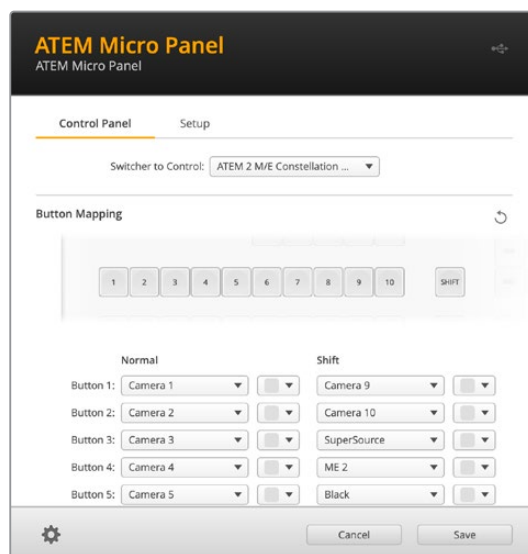 ATEM Micro Panel
ATEM Micro Panel
Control Panel Setup
Switcher to Control: ATEM 2 M/E Constellation ...
Button Mapping
1 2 3 4 5 6 7 8 9 10 SHIFT
Normal Shift
Button 1: Camera 1 Camera 9
Button 2: Camera 2 Camera 10
Button 3: Camera 3 SuperSource
Button 4: Camera 4 ME 2
Button 5: Camera 5 Black
Cancel Save